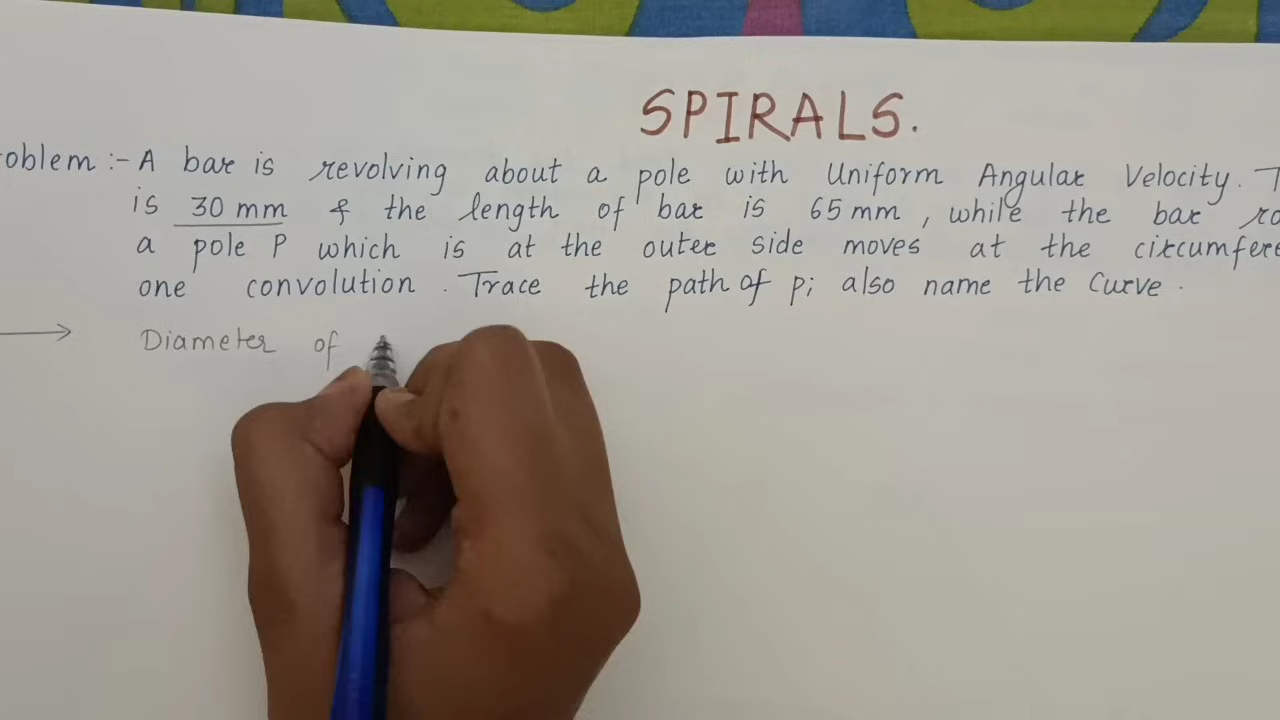 SPIRALS.
oblem :- A bar is revolving about a pole with Uniform Angular Velocity. T
is 30 mm & the length of bar is 65 mm, while the bar ro
a pole P which is at the outer side moves at the circumfere
one convolution. Trace the path of P; also name the Curve.
Diameter of